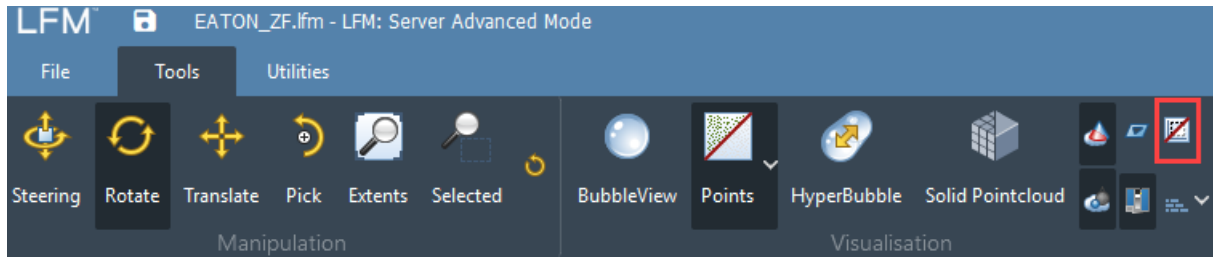 LFM™ EATON_ZF.lfm - LFM: Server Advanced Mode
File Tools Utilities
Steering Rotate Translate Pick Extents Selected BubbleView Points HyperBubble Solid Pointcloud
Manipulation Visualisation